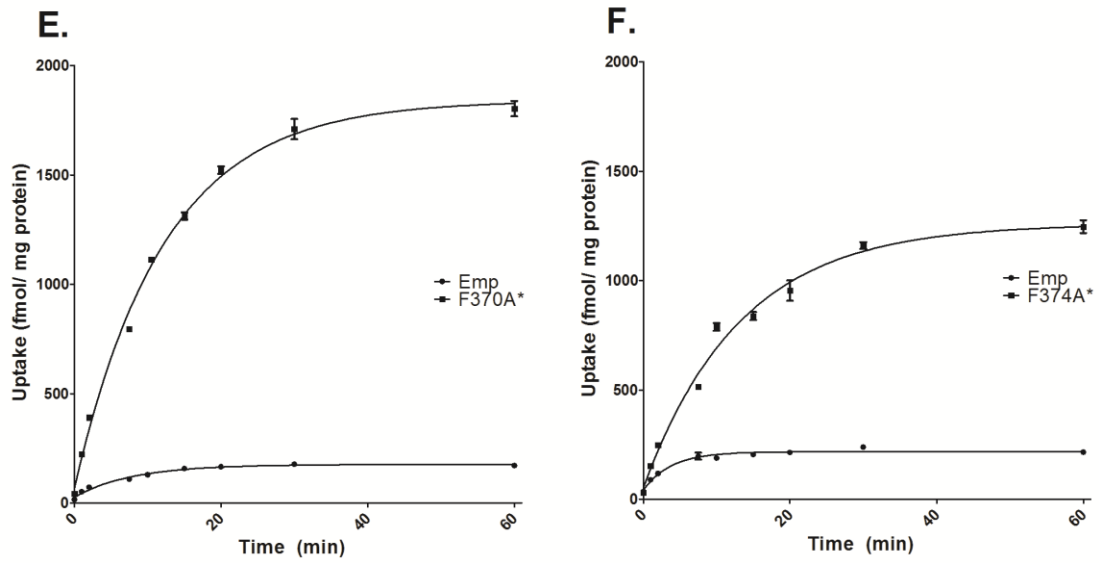 E.
2000
1500
1000
500
0
0
20
40
60
Uptake (fmol/ mg protein)
Time (min)
Emp
F370A*
F.
2000
1500
1000
500
0
0
20
40
60
Uptake (fmol/ mg protein)
Time (min)
Emp
F374A*